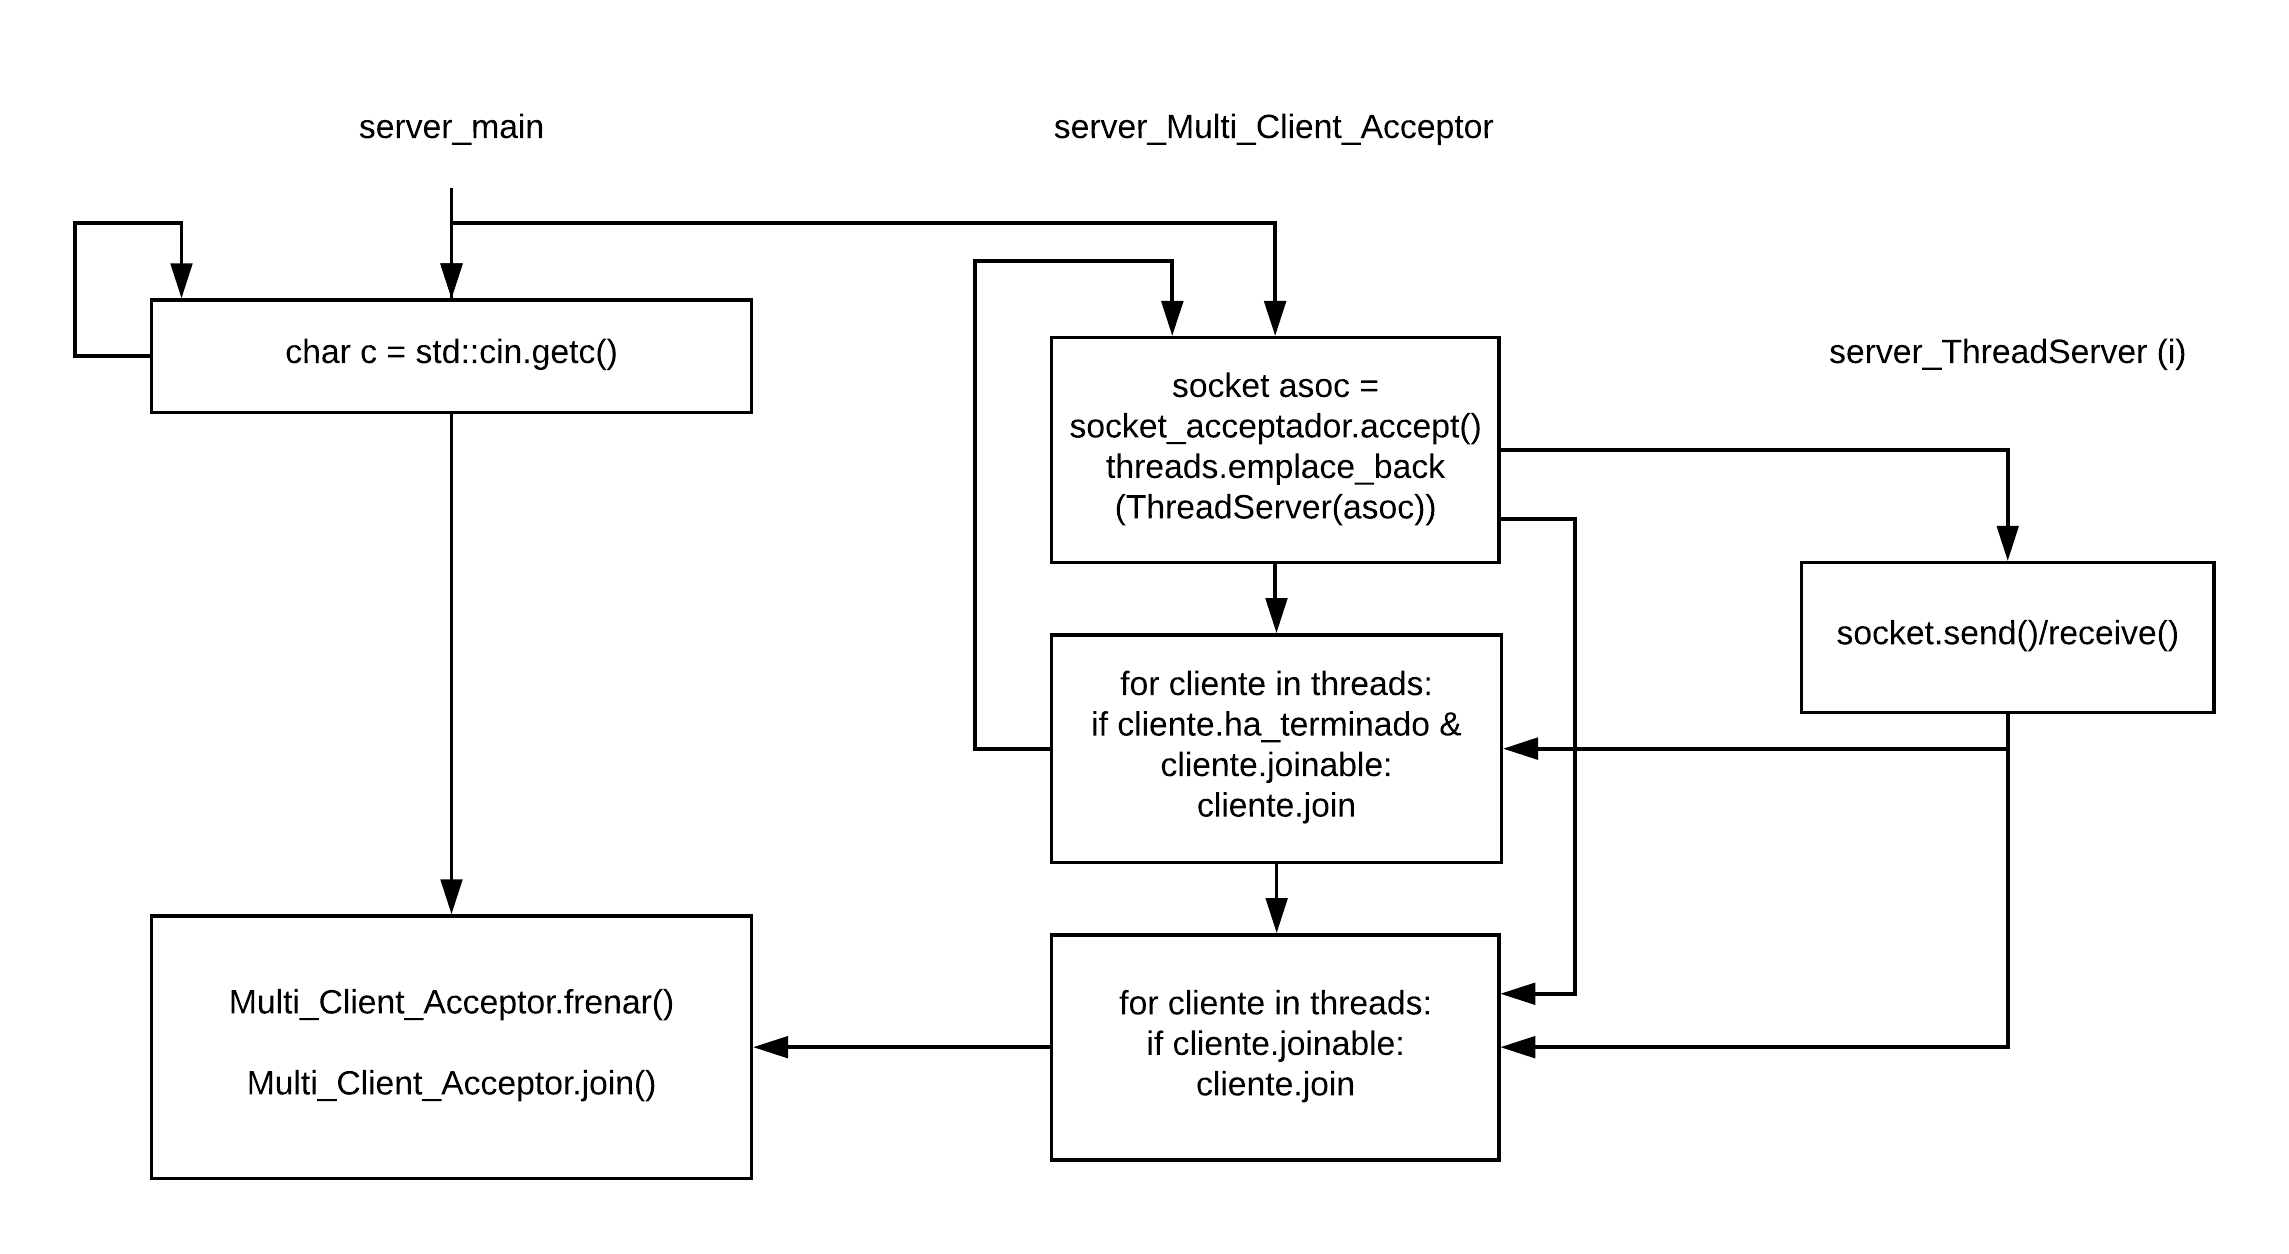 server_main
server_Multi_Client_Acceptor
char c = std::cin.getc()
server_ThreadServer (i)
socket asoc =
socket_acceptador.accept()
threads.emplace_back
(ThreadServer(asoc))
socket.send()/receive()
for cliente in threads:
if cliente.ha_terminado &
cliente.joinable:
cliente.join
Multi_Client_Acceptor.frenar()
Multi_Client_Acceptor.join()
for cliente in threads:
if cliente.joinable:
cliente.join